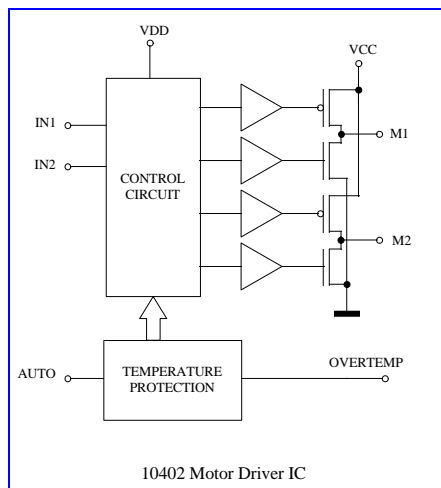 VDD
VCC
IN1
M1
IN2
CONTROL
CIRCUIT
M2
AUTO
TEMPERATURE
PROTECTION
OVERTEMP
10402 Motor Driver IC